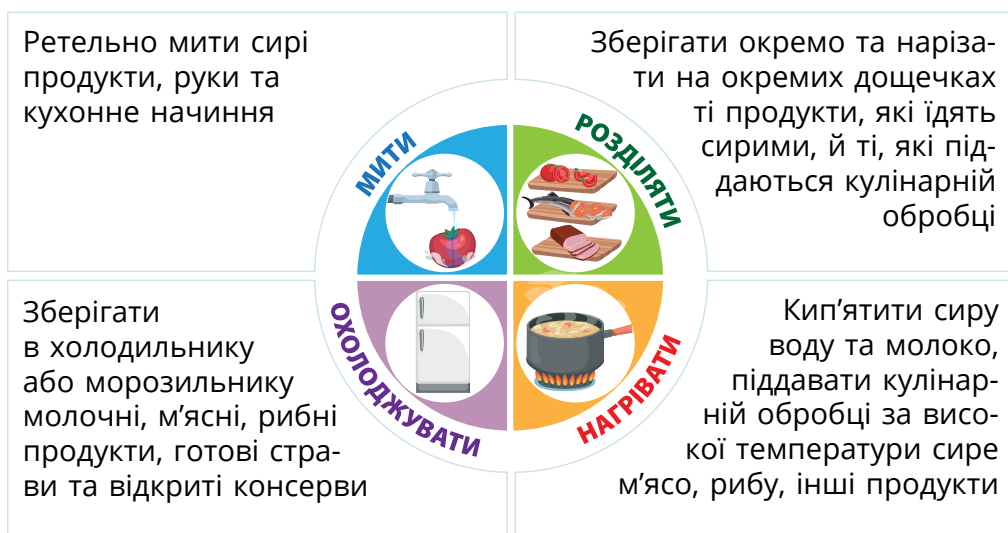 Ретельно мити сирі
продукти, руки та
кухонне начиння
Зберігати окремо та наріза-
ти на окремих дощечках
ті продукти, які їдять
сирими, й ті, які під-
даються кулінарній
обробці
МИТИ
РОЗДІЛЯТИ
ОХОЛОДЖУВАТИ
НАГРІВАТИ
Зберігати
в холодильнику
або морозильнику
молочні, м’ясні, рибні
продукти, готові стра-
ви та відкриті консерви
Кип’ятити сиру
воду та молоко,
піддавати кулінар-
ній обробці за висо-
кої температури сире
м’ясо, рибу, інші продукти